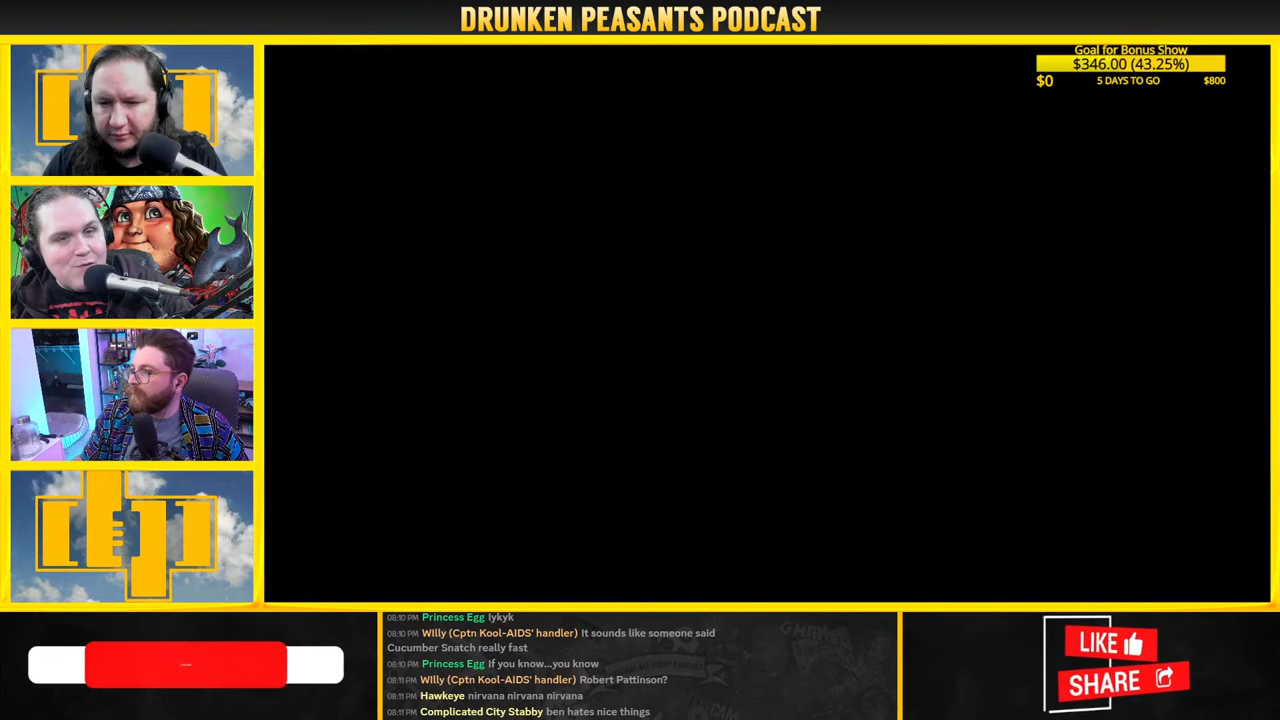 DRUNKEN PEASANTS PODCAST
Goal for Bonus Show
$346.00 (43.25%)
$0 5 DAYS TO GO $800
08:10 PM Princess Egg Iykyk
08:10 PM WIlly (Cptn Kool-AIDS' handler) It sounds like someone said
Cucumber Snatch really fast
08:10 PM Princess Egg If you know...you know
08:11 PM WIlly (Cptn Kool-AIDS' handler) Robert Pattinson?
08:11 PM Hawkeye nirvana nirvana nirvana
08:11 PM Complicated City Stabby ben hates nice things
LIKE
SHARE